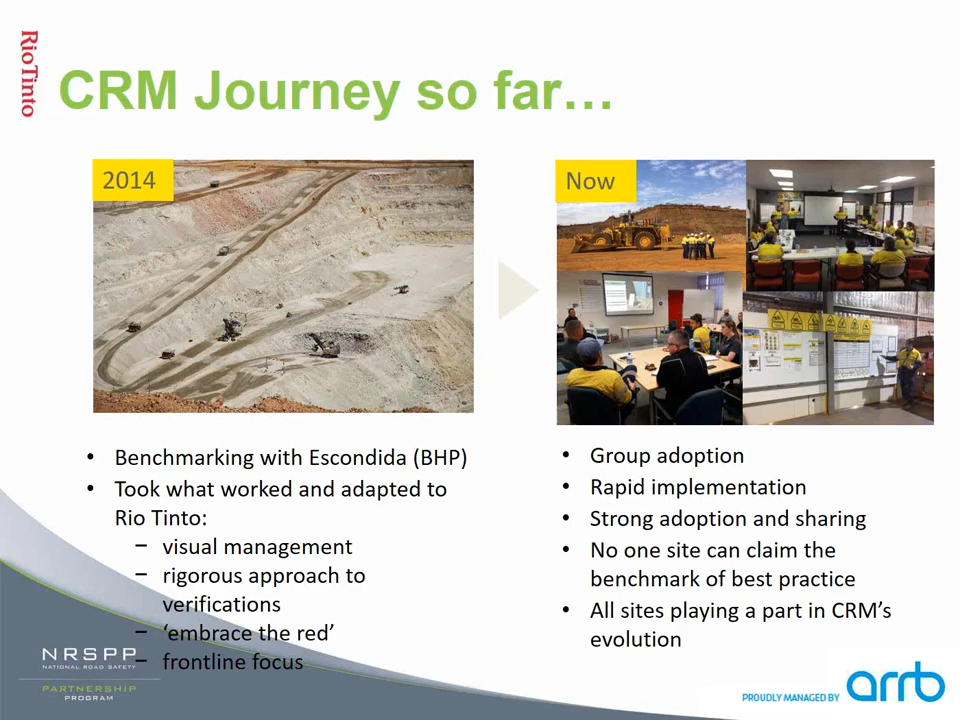 RioTinto
CRM Journey so far...
2014
Now
• Benchmarking with Escondida (BHP)
• Took what worked and adapted to
Rio Tinto:
− visual management
− rigorous approach to
verifications
− ‘embrace the red’
− frontline focus
• Group adoption
• Rapid implementation
• Strong adoption and sharing
• No one site can claim the
benchmark of best practice
• All sites playing a part in CRM’s
evolution
NRSPP
NATIONAL ROAD SAFETY
PARTNERSHIP
PROGRAM
PROUDLY MANAGED BY
arrb